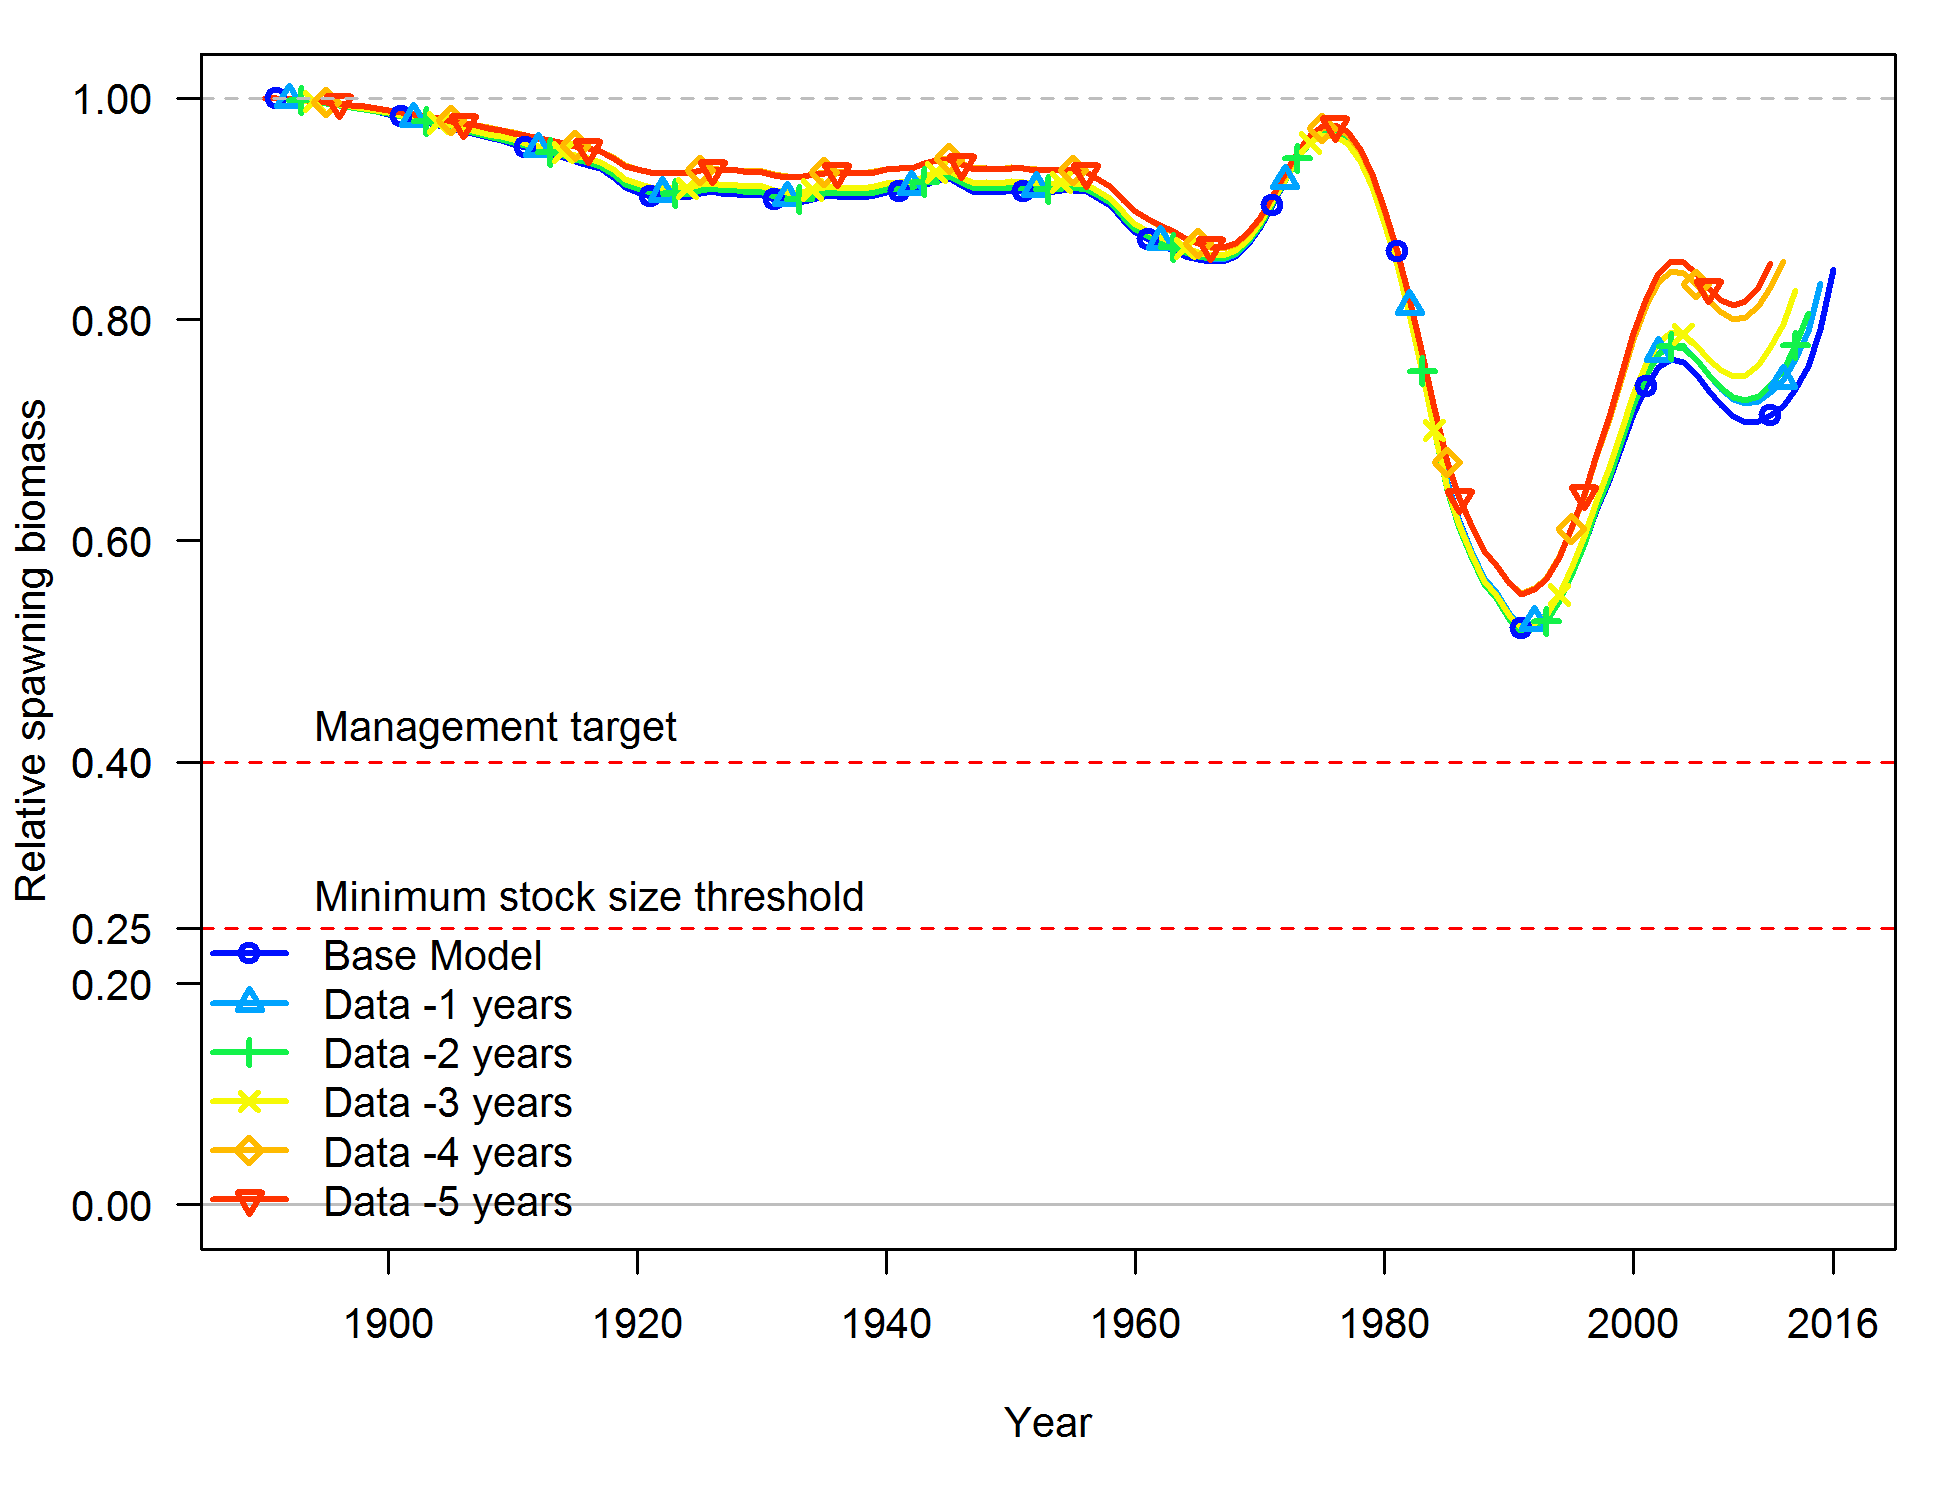 Relative spawning biomass
1.00
0.80
0.60
0.40
0.25
0.20
0.00
Management target
Minimum stock size threshold
Base Model
Data -1 years
Data -2 years
Data -3 years
Data -4 years
Data -5 years
1900 1920 1940 1960 1980 2000 2016
Year